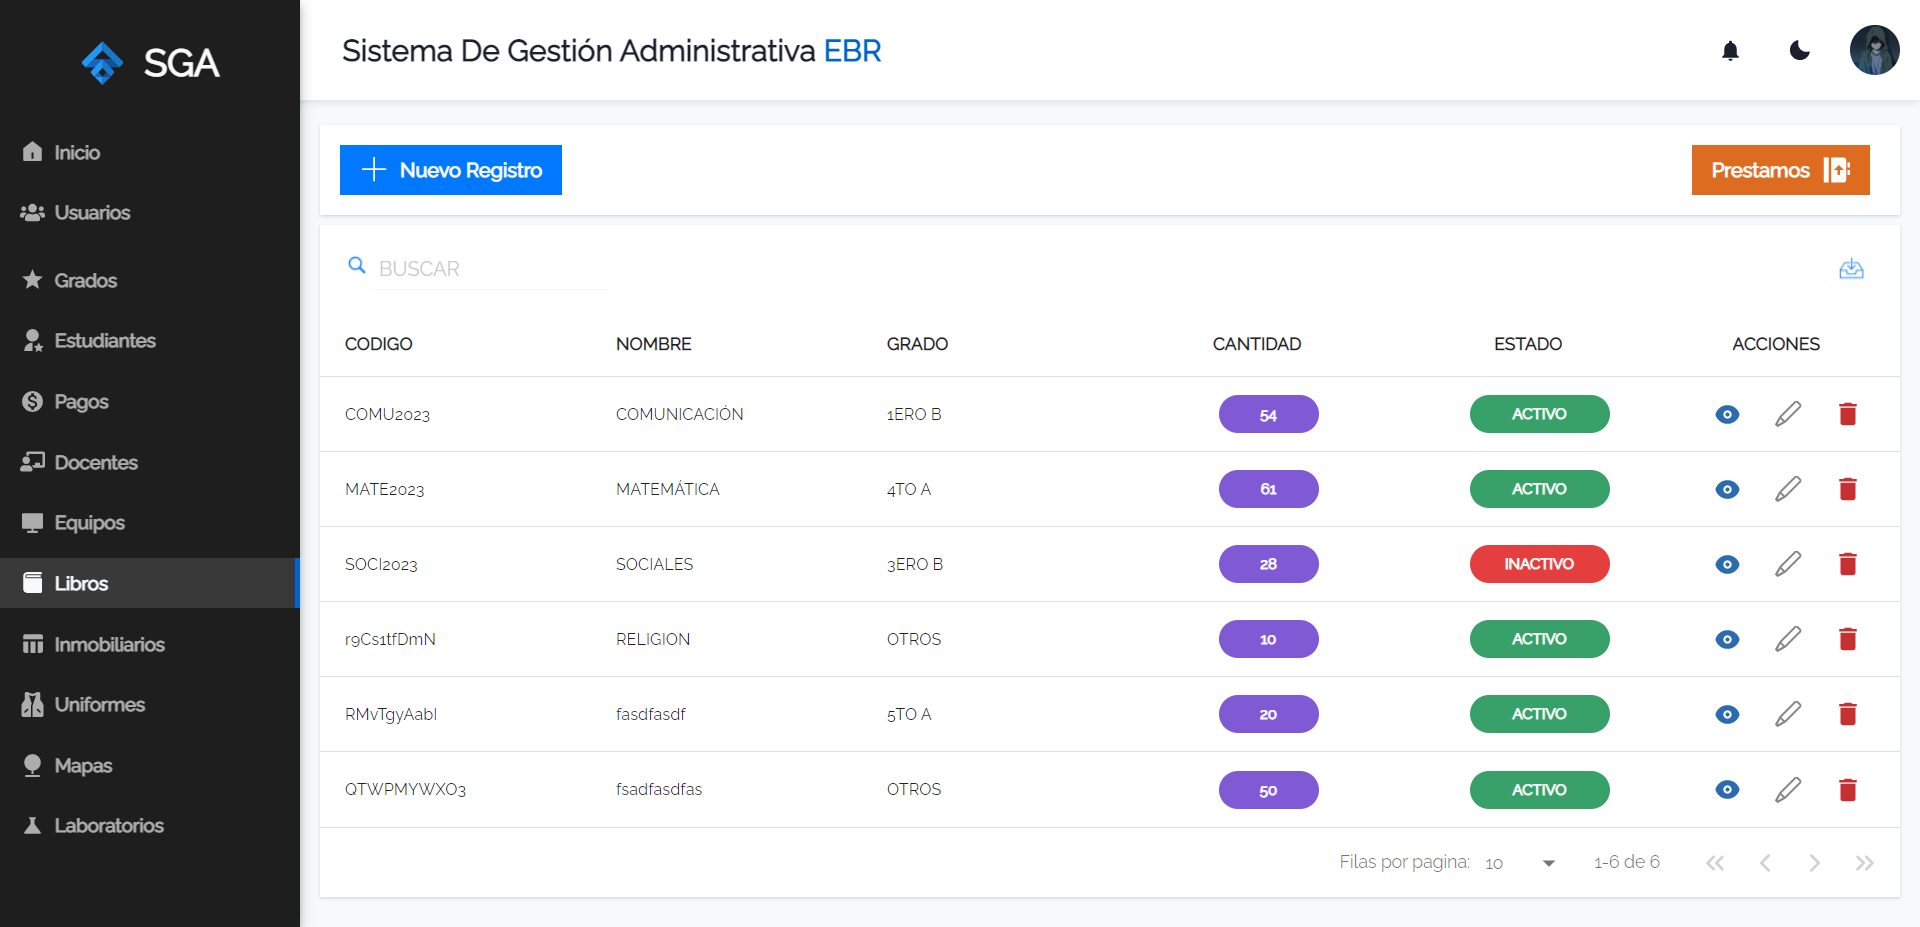 SGA
Sistema De Gestión Administrativa EBR
Inicio
Usuarios
Grados
Estudiantes
Pagos
Docentes
Equipos
Libros
Inmobiliarios
Uniformes
Mapas
Laboratorios
Nuevo Registro
Prestamos
BUSCAR
CODIGO NOMBRE GRADO CANTIDAD ESTADO ACCIONES
COMU2023 COMUNICACIÓN 1ERO B 54 ACTIVO
MATE2023 MATEMÁTICA 4TO A 61 ACTIVO
SOCI2023 SOCIALES 3ERO B 28 INACTIVO
r9Cs1tfDmN RELIGION OTROS 10 ACTIVO
RMvTgyAabI fasdfasdf 5TO A 20 ACTIVO
QTWPMYWXO3 fsadfasdfas OTROS 50 ACTIVO
Filas por pagina: 10 1-6 de 6